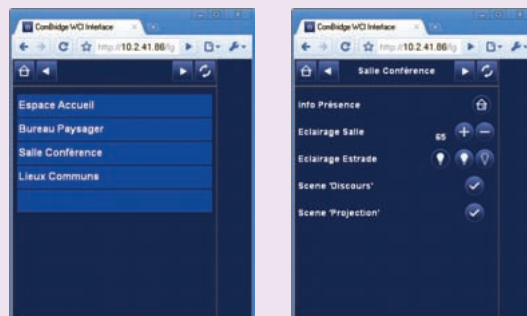 ComBridge WCI Interface
http://10.2.41.86/
Espace Accueil
Bureau Paysager
Salle Conférence
Lieux Communs
ComBridge WCI Interface
http://10.2.41.86/
Salle Conférence
Info Présence
Eclairage Salle 65
Eclairage Estrade
Scene 'Discours'
Scene 'Projection'